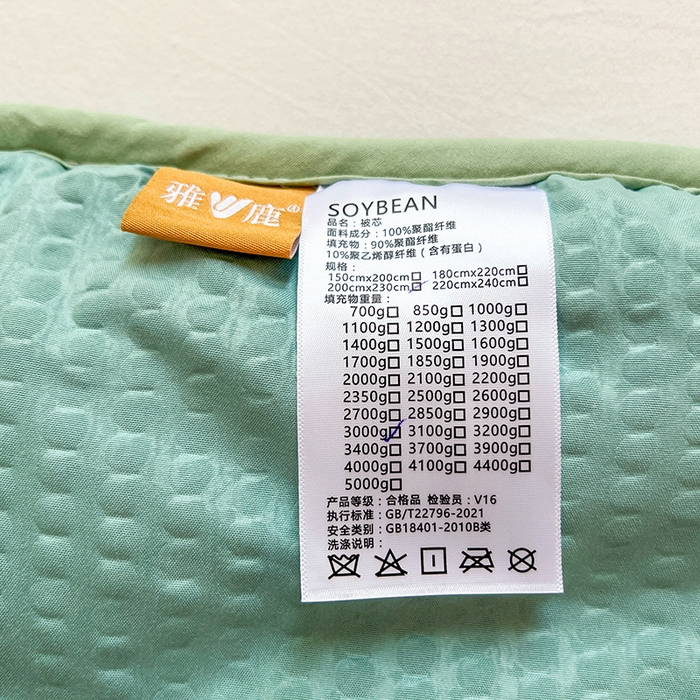 雅鹿®
SOYBEAN
品名：被芯
面料成分：100%聚酯纤维
填充物：90%聚酯纤维
10%聚乙烯醇纤维（含有蛋白）
规格：
150cmx200cm□ 180cmx220cm□
200cmx230cm□ 220cmx240cm□
填充物重量：
700g□ 850g□ 1000g□
1100g□ 1200g□ 1300g□
1400g□ 1500g□ 1600g□
1700g□ 1850g□ 1900g□
2000g□ 2100g□ 2200g□
2350g□ 2500g□ 2600g□
2700g□ 2850g□ 2900g□
3000g☑ 3100g□ 3200g□
3400g□ 3700g□ 3900g□
4000g□ 4100g□ 4400g□
5000g□
产品等级：合格品 检验员：V16
执行标准：GB/T22796-2021
安全类别：GB18401-2010B类
洗涤说明：